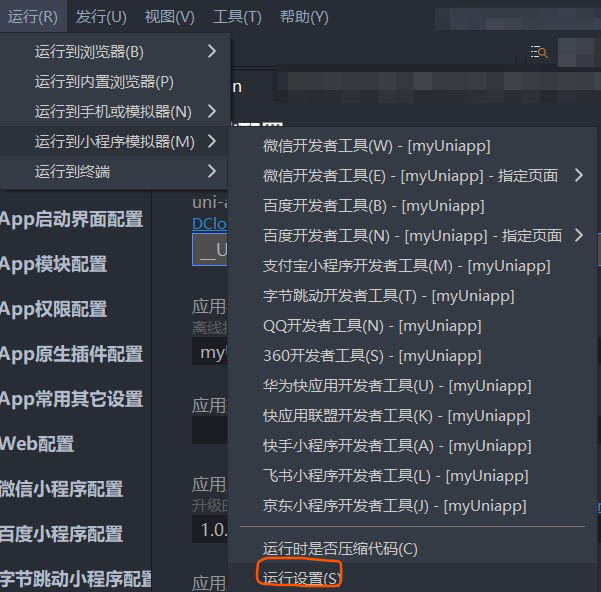 运行(R) 发行(U) 视图(V) 工具(T) 帮助(Y)
运行到浏览器(B)
运行到内置浏览器(P)
运行到手机或模拟器(N)
运行到小程序模拟器(M)
运行到终端
微信开发者工具(W) - [myUniapp]
微信开发者工具(E) - [myUniapp] - 指定页面
百度开发者工具(B) - [myUniapp]
百度开发者工具(N) - [myUniapp] - 指定页面
支付宝小程序开发者工具(M) - [myUniapp]
字节跳动开发者工具(T) - [myUniapp]
QQ开发者工具(N) - [myUniapp]
360开发者工具(S) - [myUniapp]
华为快应用开发者工具(U) - [myUniapp]
快应用联盟开发者工具(K) - [myUniapp]
快手小程序开发者工具(A) - [myUniapp]
飞书小程序开发者工具(L) - [myUniapp]
京东小程序开发者工具(J) - [myUniapp]
运行时是否压缩代码(C)
运行设置(S)
App启动界面配置
App模块配置
App权限配置
App原生插件配置
App常用其它设置
Web配置
微信小程序配置
百度小程序配置
字节跳动小程序配置
uni-a
DClo
__U
应用
离线
my
应用
应用
升级
1.0.
应用